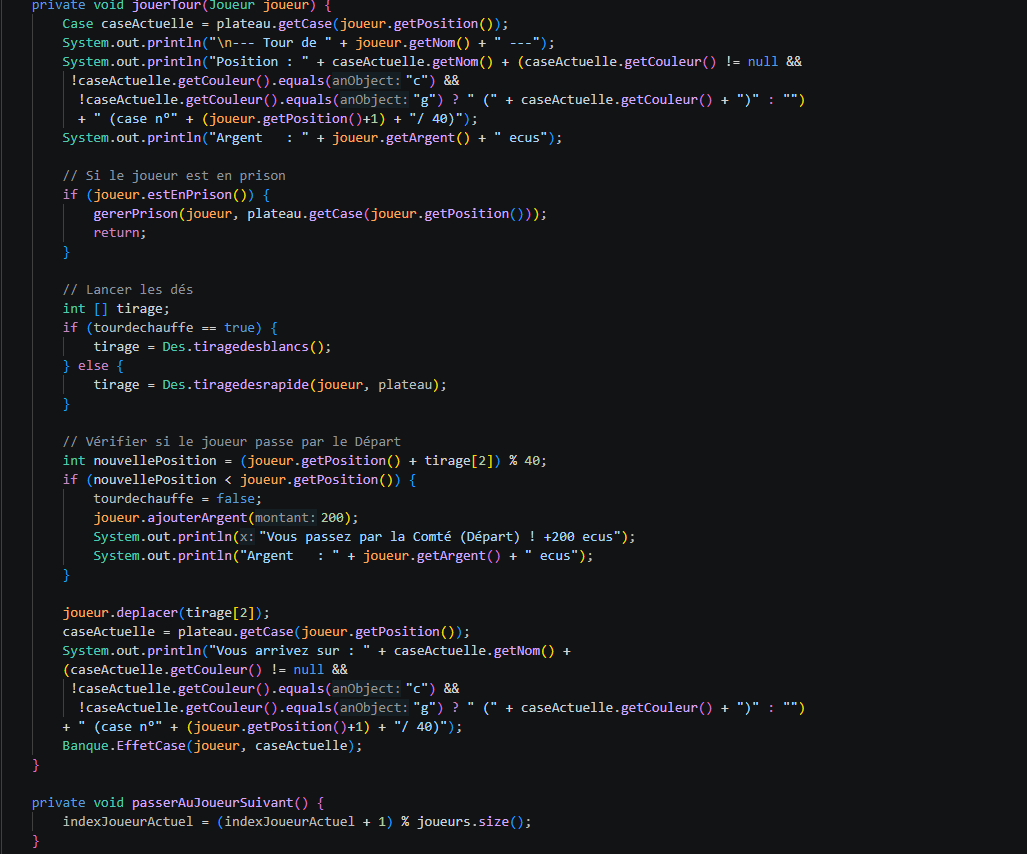 private void jouerTour(Joueur joueur) {
    Case caseActuelle = plateau.getCase(joueur.getPosition());
    System.out.println("\n--- Tour de " + joueur.getNom() + " ---");
    System.out.println("Position : " + caseActuelle.getNom() + (caseActuelle.getCouleur() != null &&
     !caseActuelle.getCouleur().equals(anObject: "c") &&
      !caseActuelle.getCouleur().equals(anObject: "g") ? " (" + caseActuelle.getCouleur() + ")" : "")
      + " (case n°" + (joueur.getPosition()+1) + "/ 40)");
    System.out.println("Argent   : " + joueur.getArgent() + " ecus");

    // Si le joueur est en prison
    if (joueur.estEnPrison()) {
        gererPrison(joueur, plateau.getCase(joueur.getPosition()));
        return;
    }

    // Lancer les dés
    int [] tirage;
    if (tourdechauffe == true) {
        tirage = Des.tiragedesblancs();
    } else {
        tirage = Des.tiragedesrapide(joueur, plateau);
    }

    // Vérifier si le joueur passe par le Départ
    int nouvellePosition = (joueur.getPosition() + tirage[2]) % 40;
    if (nouvellePosition < joueur.getPosition()) {
        tourdechauffe = false;
        joueur.ajouterArgent(montant: 200);
        System.out.println(x: "Vous passez par la Comté (Départ) ! +200 ecus");
        System.out.println("Argent   : " + joueur.getArgent() + " ecus");
    }

    joueur.deplacer(tirage[2]);
    caseActuelle = plateau.getCase(joueur.getPosition());
    System.out.println("Vous arrivez sur : " + caseActuelle.getNom() +
    (caseActuelle.getCouleur() != null &&
     !caseActuelle.getCouleur().equals(anObject: "c") &&
      !caseActuelle.getCouleur().equals(anObject: "g") ? " (" + caseActuelle.getCouleur() + ")" : "")
    + " (case n°" + (joueur.getPosition()+1) + "/ 40)");
    Banque.EffetCase(joueur, caseActuelle);
}

private void passerAuJoueurSuivant() {
    indexJoueurActuel = (indexJoueurActuel + 1) % joueurs.size();
}